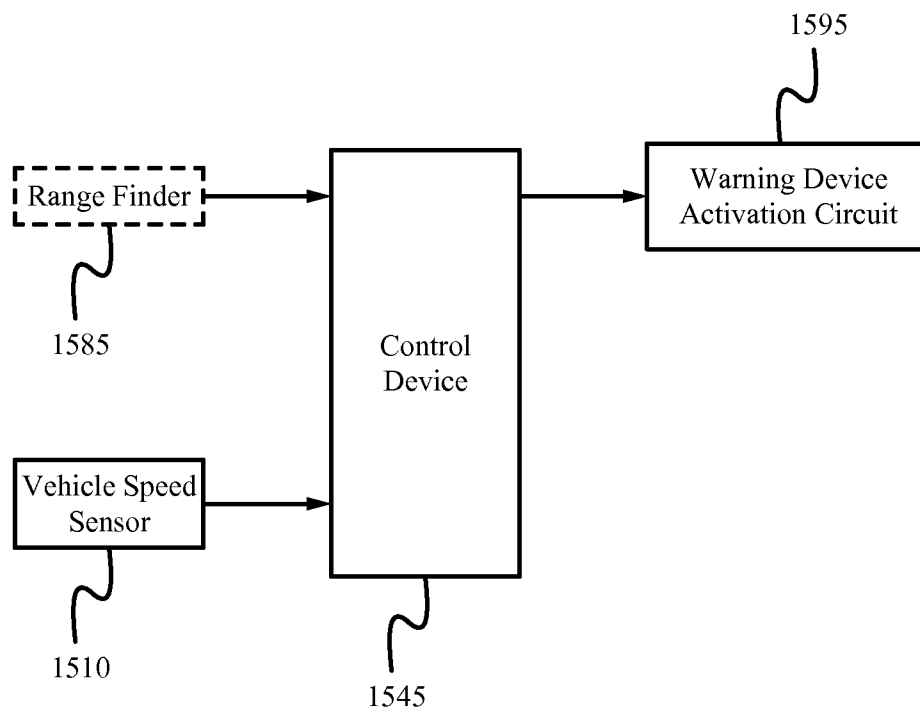 1595
Range Finder
Warning Device
Activation Circuit
1585
Control
Device
Vehicle Speed
Sensor
1510
1545